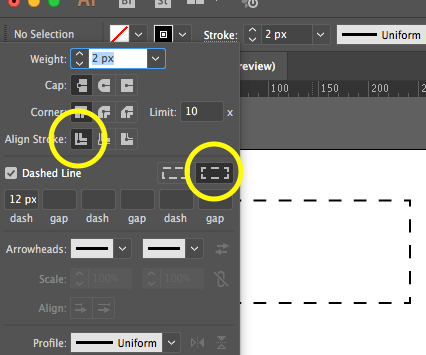 Ai Br St
No Selection Stroke: 2 px Uniform
Weight: 2 px
review)
Cap:
100 150 200
Corner: Limit: 10 x
Align Stroke:
Dashed Line
12 px
dash gap dash gap dash gap
Arrowheads:
Scale: 100% 100%
Align:
Profile: Uniform